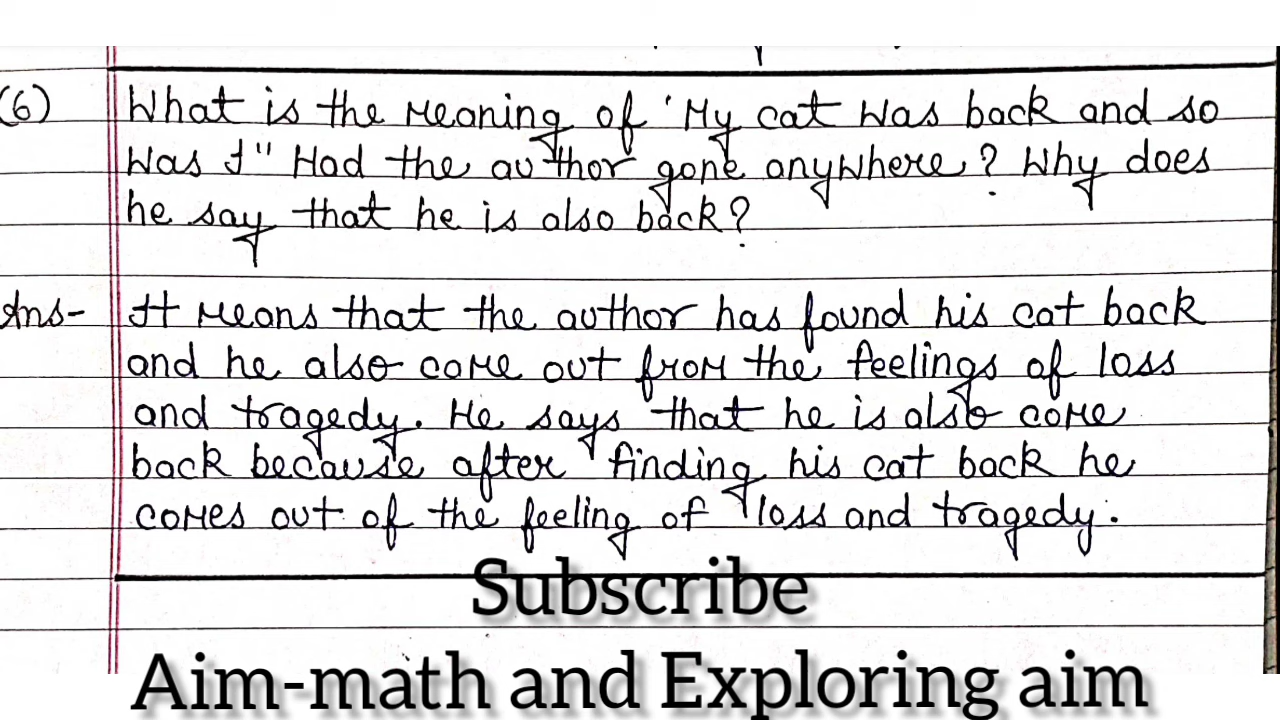 (6) What is the meaning of 'My cat was back and so
was I" Had the author gone anywhere? Why does
he say that he is also back?
Ans- It means that the author has found his cat back
and he also come out from the feelings of loss
and tragedy. He says that he is also come
back because after finding his cat back he
comes out of the feeling of loss and tragedy.
Subscribe
Aim-math and Exploring aim